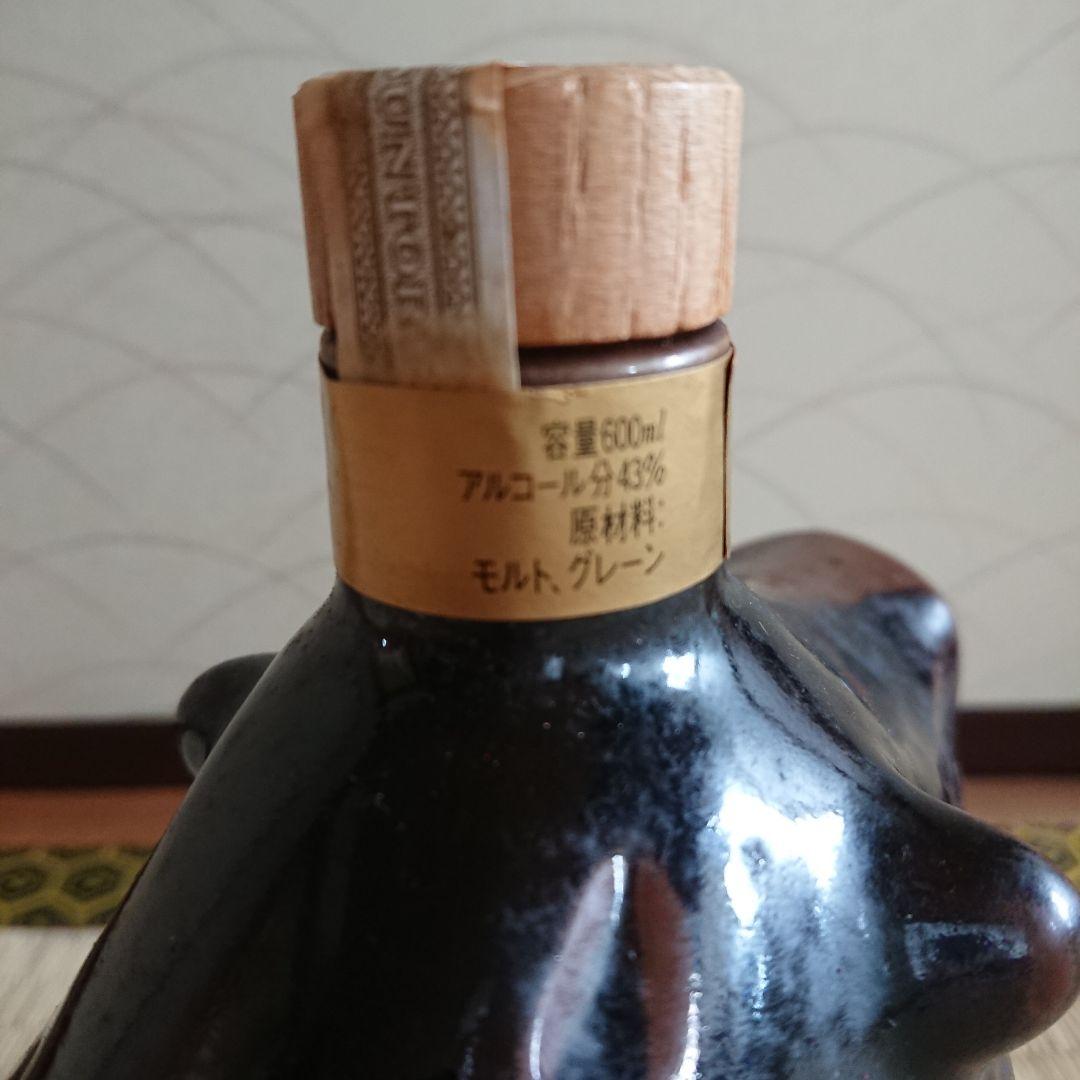 容量600ml
アルコール分43%
原材料:
モルト、グレーン